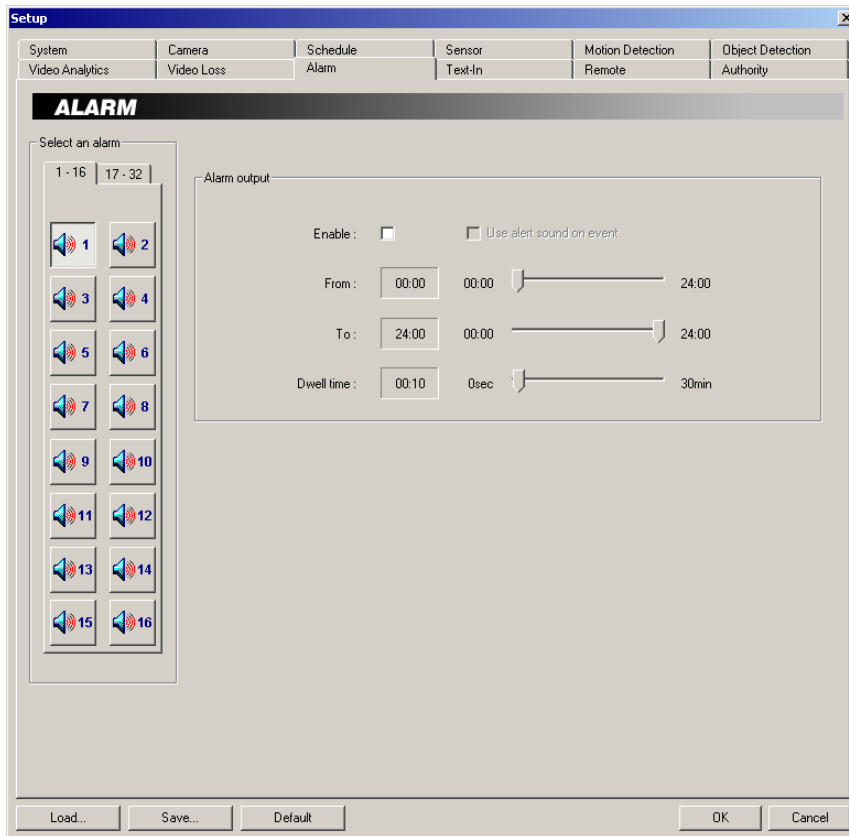 Setup
System Camera Schedule Sensor Motion Detection Object Detection
Video Analytics Video Loss Alarm Text-In Remote Authority
ALARM
Select an alarm
1 - 16 17 - 32
1 2
3 4
5 6
7 8
9 10
11 12
13 14
15 16
Alarm output
Enable : Use alert sound on event
From : 00:00 00:00 24:00
To : 24:00 00:00 24:00
Dwell time : 00:10 0sec 30min
Load... Save... Default OK Cancel